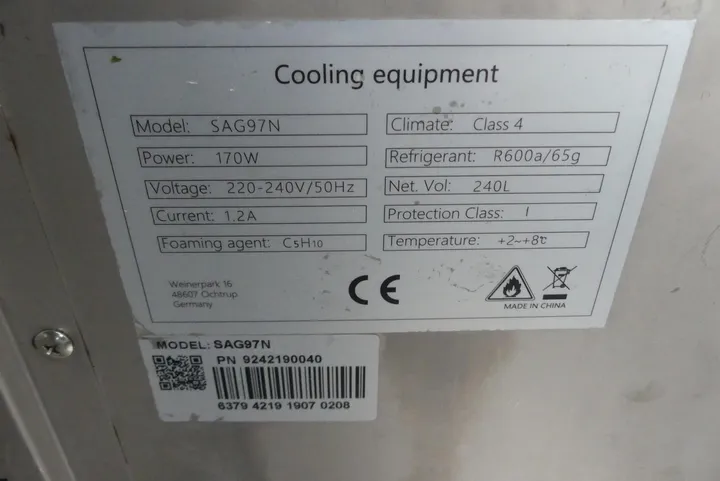 Cooling equipment
Model: SAG97N
Climate: Class 4
Power: 170W
Refrigerant: R600a/65g
Voltage: 220-240V/50Hz
Net. Vol: 240L
Current: 1.2A
Protection Class: I
Foaming agent: C5H10
Temperature: +2~+8℃
Weinerpark 16
48607 Ochtrup
Germany
CE
MADE IN CHINA
MODEL: SAG97N
PN 9242190040
6379 4219 1907 0208